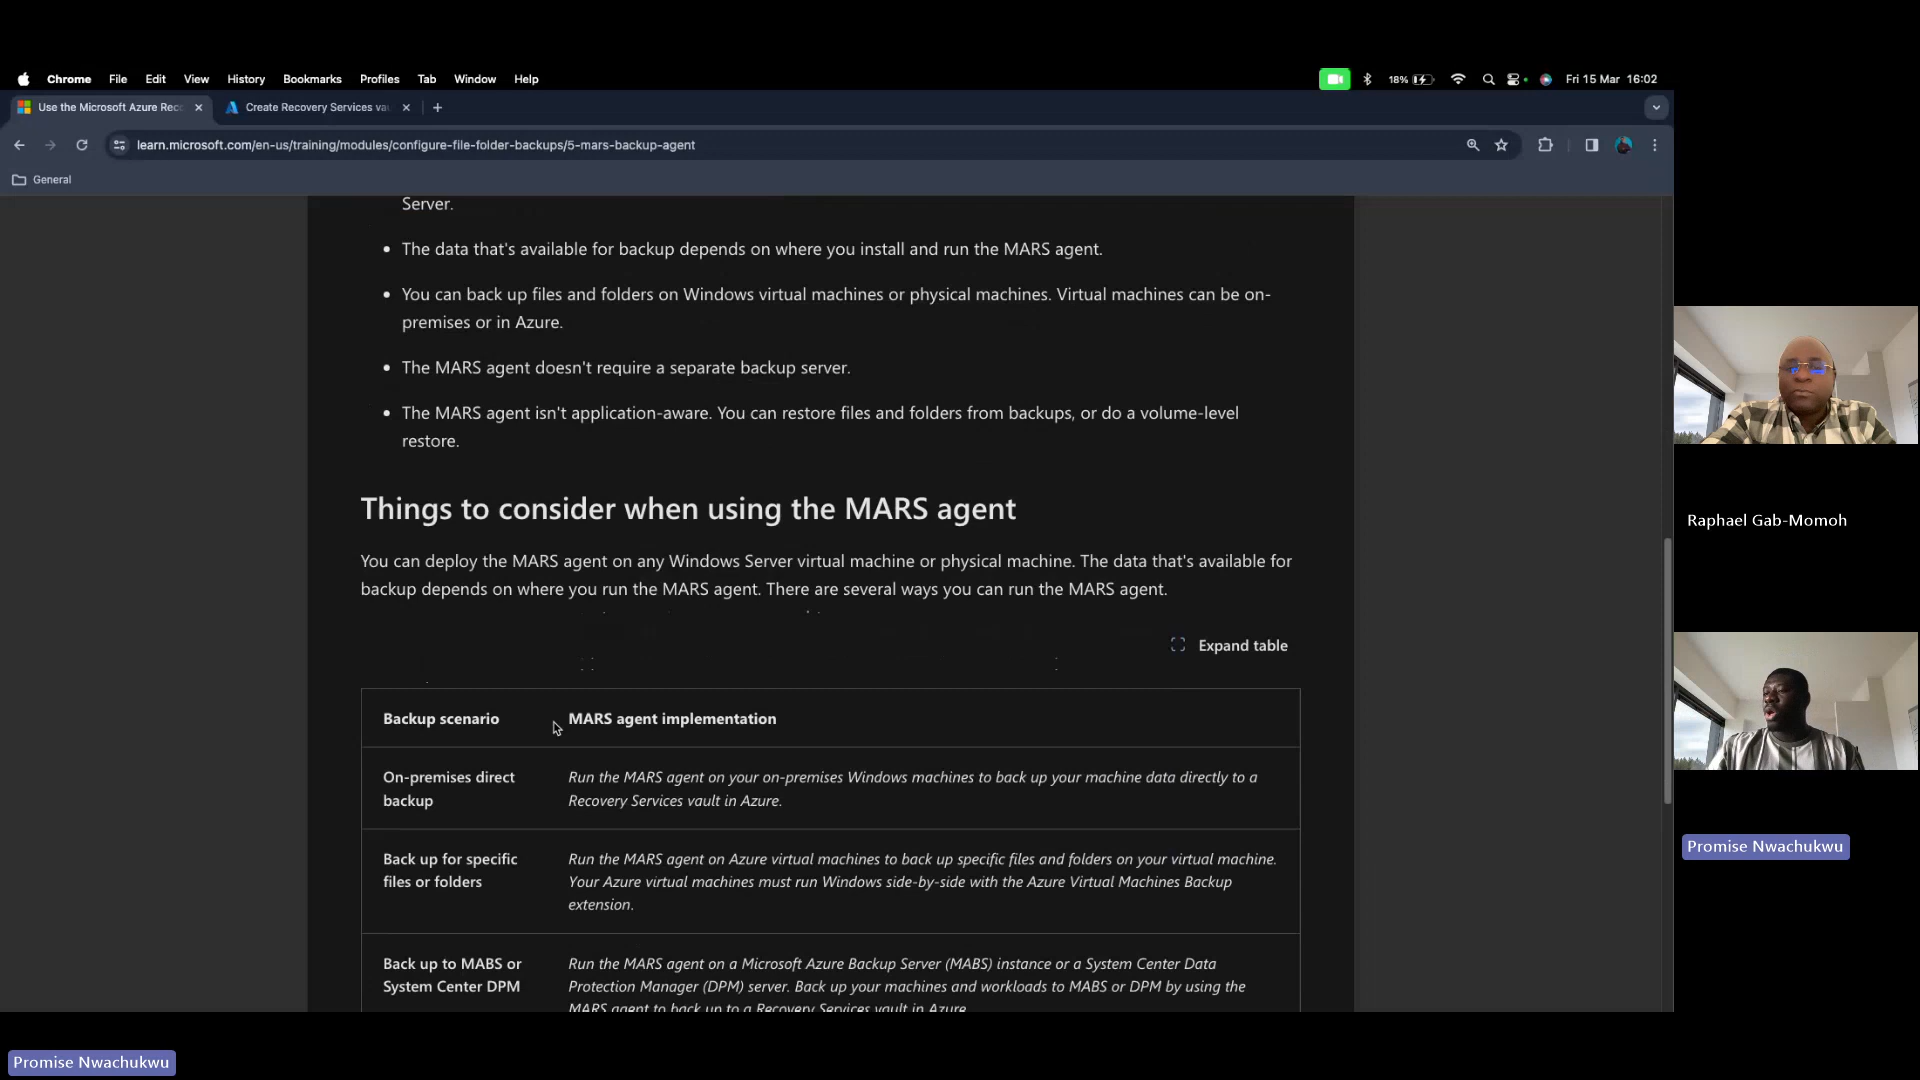 Chrome File Edit View History Bookmarks Profiles Tab Window Help
18% Fri 15 Mar 16:02
Use the Microsoft Azure Rec
Create Recovery Services va
learn.microsoft.com/en-us/training/modules/configure-file-folder-backups/5-mars-backup-agent
General
Server.
The data that's available for backup depends on where you install and run the MARS agent.
You can back up files and folders on Windows virtual machines or physical machines. Virtual machines can be on-
premises or in Azure.
The MARS agent doesn't require a separate backup server.
The MARS agent isn't application-aware. You can restore files and folders from backups, or do a volume-level
restore.
Things to consider when using the MARS agent
You can deploy the MARS agent on any Windows Server virtual machine or physical machine. The data that's available for
backup depends on where you run the MARS agent. There are several ways you can run the MARS agent.
Expand table
Backup scenario
MARS agent implementation
On-premises direct
backup
Run the MARS agent on your on-premises Windows machines to back up your machine data directly to a
Recovery Services vault in Azure.
Back up for specific
files or folders
Run the MARS agent on Azure virtual machines to back up specific files and folders on your virtual machine.
Your Azure virtual machines must run Windows side-by-side with the Azure Virtual Machines Backup
extension.
Back up to MABS or
System Center DPM
Run the MARS agent on a Microsoft Azure Backup Server (MABS) instance or a System Center Data
Protection Manager (DPM) server. Back up your machines and workloads to MABS or DPM by using the
MARS agent to back up to a Recovery Services vault in Azure.
Raphael Gab-Momoh
Promise Nwachukwu
Promise Nwachukwu